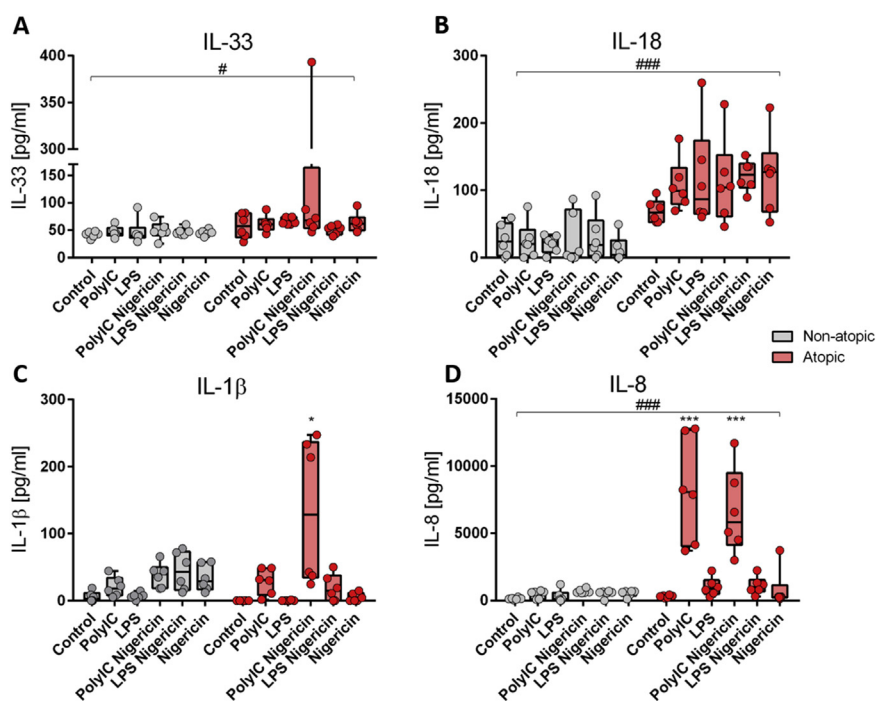 A
IL-33
400
350
300
150
100
50
0
IL-33 [pg/ml]
#
Control
PolyIC
LPS
PolyIC Nigericin
LPS Nigericin
Nigericin
Control
PolyIC
LPS
PolyIC Nigericin
LPS Nigericin
Nigericin
B
IL-18
300
200
100
0
IL-18 [pg/ml]
###
Control
PolyIC
LPS
PolyIC Nigericin
LPS Nigericin
Nigericin
Control
PolyIC
LPS
PolyIC Nigericin
LPS Nigericin
Nigericin
Non-atopic
Atopic
C
IL-1β
300
200
100
0
IL-1β [pg/ml]
*
Control
PolyIC
LPS
PolyIC Nigericin
LPS Nigericin
Nigericin
Control
PolyIC
LPS
PolyIC Nigericin
LPS Nigericin
Nigericin
D
IL-8
15000
10000
5000
0
IL-8 [pg/ml]
###
***
***
Control
PolyIC
LPS
PolyIC Nigericin
LPS Nigericin
Nigericin
Control
PolyIC
LPS
PolyIC Nigericin
LPS Nigericin
Nigericin